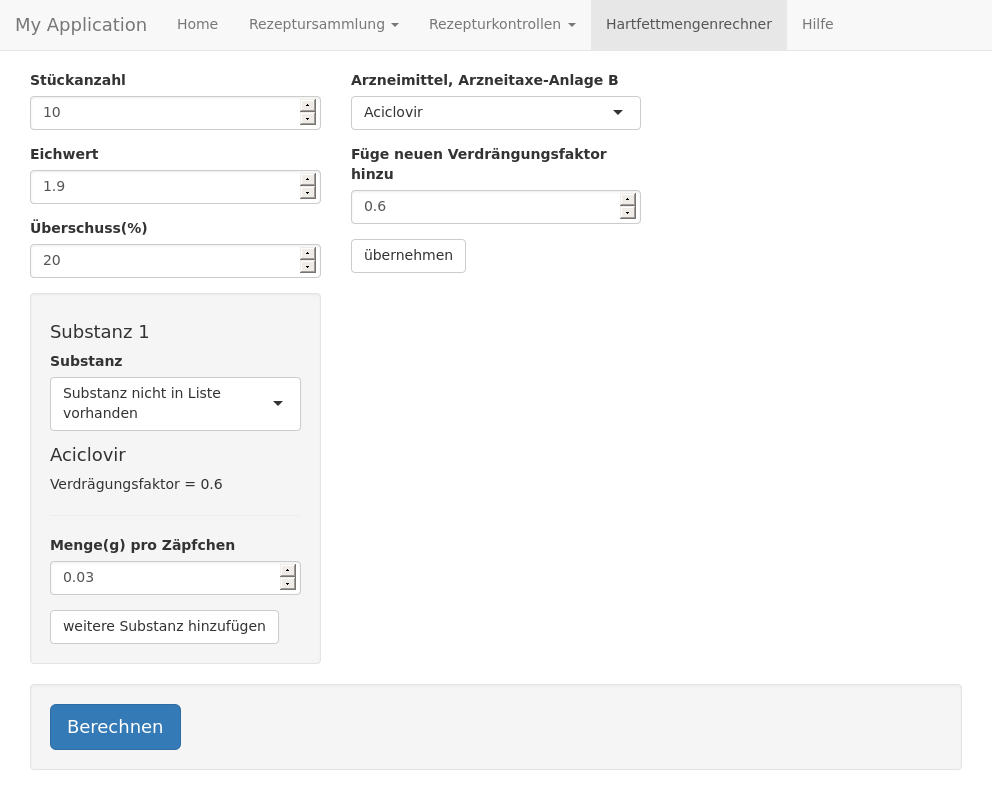 My Application Home Rezeptursammlung Rezepturkontrollen Hartfettmengenrechner Hilfe
Stückanzahl
10
Eichwert
1.9
Überschuss(%)
20
Arzneimittel, Arzneitaxe-Anlage B
Aciclovir
Füge neuen Verdrängungsfaktor
hinzu
0.6
übernehmen
Substanz 1
Substanz
Substanz nicht in Liste
vorhanden
Aciclovir
Verdrägungsfaktor = 0.6
Menge(g) pro Zäpfchen
0.03
weitere Substanz hinzufügen
Berechnen